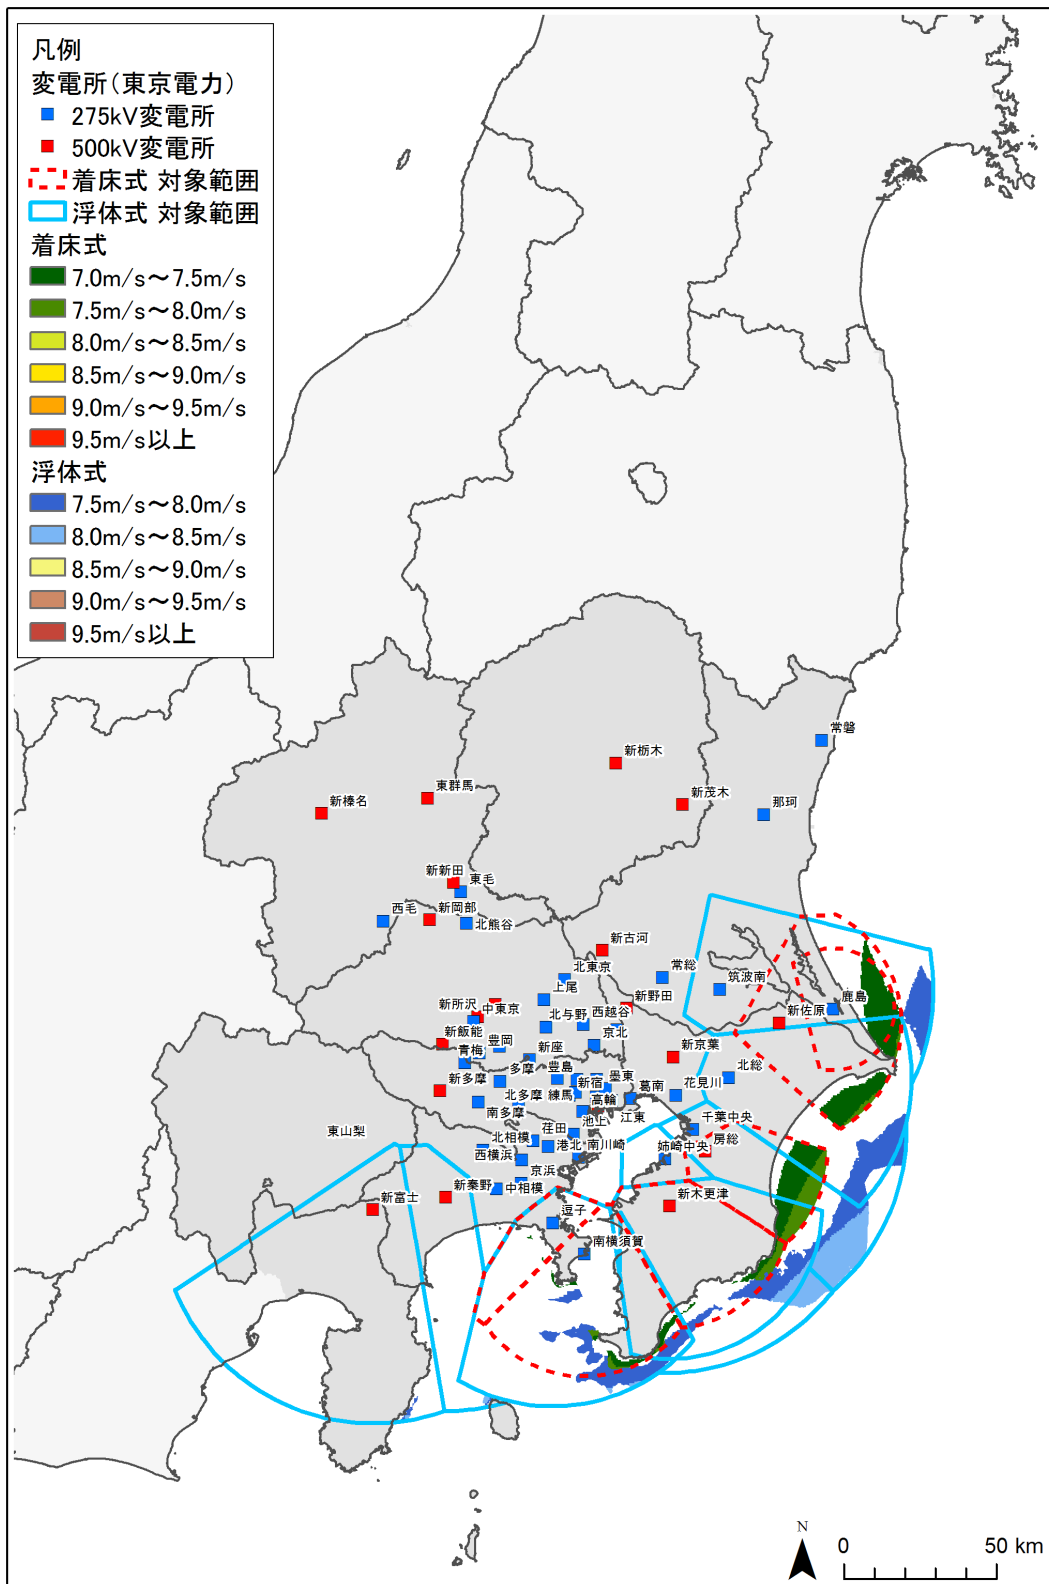 凡例
変電所（東京電力）
275kV変電所
500kV変電所
着床式 対象範囲
浮体式 対象範囲
着床式
7.0m/s～7.5m/s
7.5m/s～8.0m/s
8.0m/s～8.5m/s
8.5m/s～9.0m/s
9.0m/s～9.5m/s
9.5m/s以上
浮体式
7.5m/s～8.0m/s
8.0m/s～8.5m/s
8.5m/s～9.0m/s
9.0m/s～9.5m/s
9.5m/s以上
常磐
新栃木
東群馬
新榛名
新茂木
那珂
新新田
東毛
西毛
新岡部
北熊谷
新古河
北東京
常総
上尾
筑波南
新所沢
中東京
新野田
鹿島
北与野
西越谷
新佐原
新飯能
豊岡
京北
新座
新京葉
青梅
多摩
豊島
北総
新多摩
新宿
墨東
葛南
花見川
北多摩
練馬
高輪
南多摩
池上
江東
千葉中央
東山梨
荏田
北相模
港北
南川崎
房総
西横浜
姉崎中央
京浜
新秦野
中相模
新富士
新木更津
逗子
南横須賀
N
0
50 km